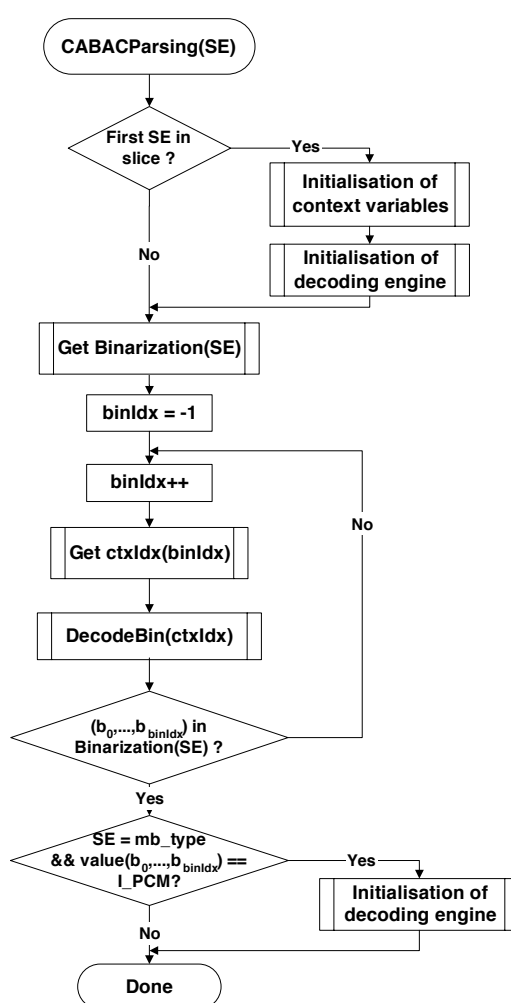 CABACParsing(SE)
First SE in
slice ?
Yes
Initialisation of
context variables
No
Initialisation of
decoding engine
Get Binarization(SE)
binIdx = -1
binIdx++
No
Get ctxIdx(binIdx)
DecodeBin(ctxIdx)
(b0,...,bbinIdx) in
Binarization(SE) ?
Yes
SE = mb_type
&& value(b0,...,bbinIdx) ==
I_PCM?
Yes
Initialisation of
decoding engine
No
Done